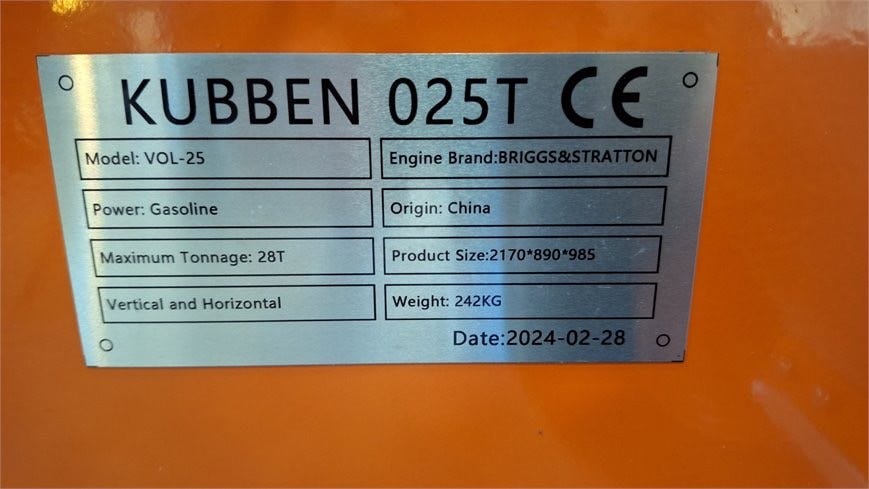 KUBBEN 025T CE
Model: VOL-25
Engine Brand:BRIGGS&STRATTON
Power: Gasoline
Origin: China
Maximum Tonnage: 28T
Product Size:2170*890*985
Vertical and Horizontal
Weight: 242KG
Date:2024-02-28